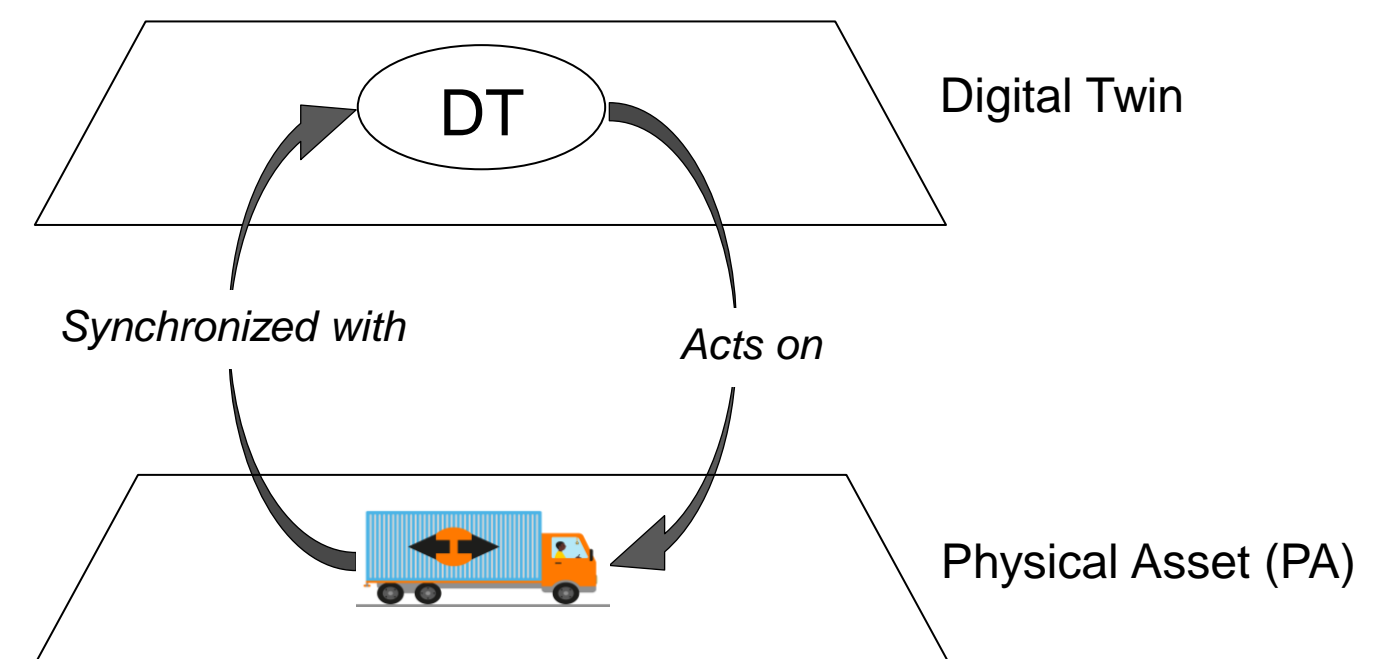 DT
Digital Twin
Synchronized with
Acts on
Physical Asset (PA)